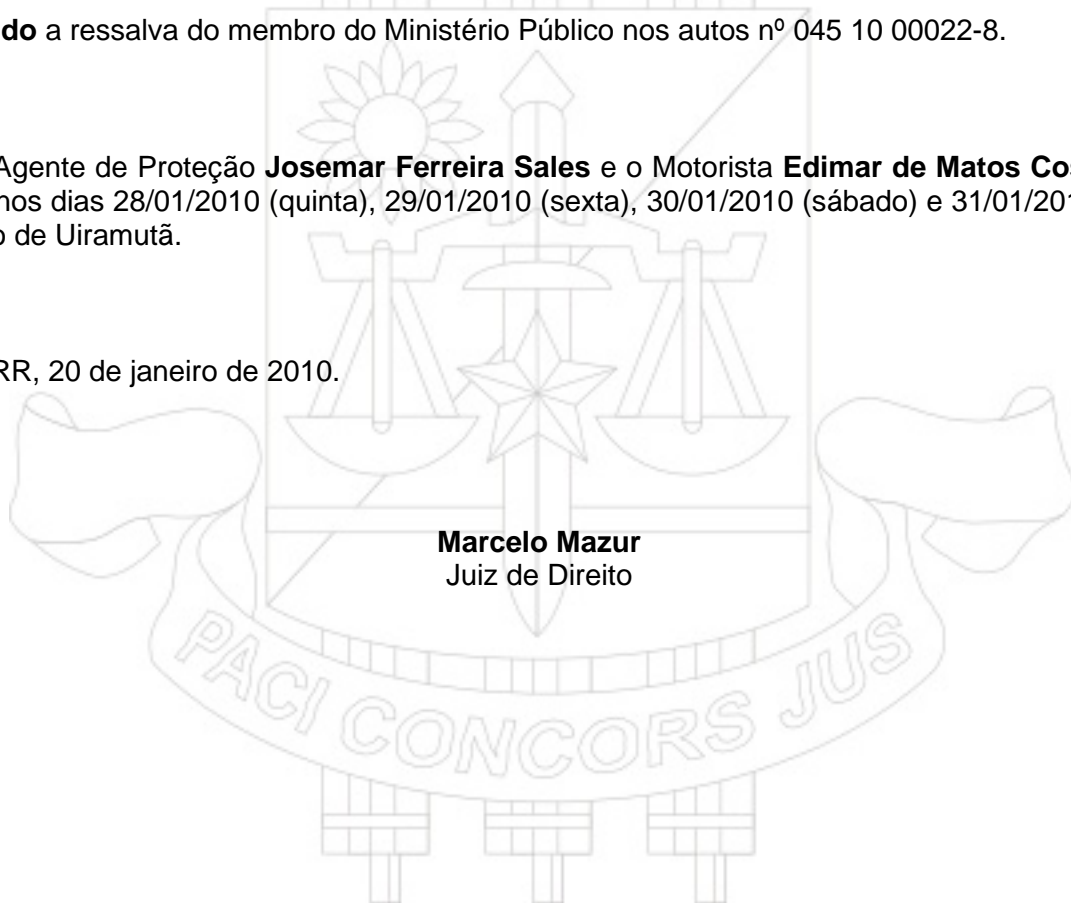 do a ressalva do membro do Ministério Público nos autos nº 045 10 00022-8.
Agente de Proteção Josemar Ferreira Sales e o Motorista Edimar de Matos Cos
nos dias 28/01/2010 (quinta), 29/01/2010 (sexta), 30/01/2010 (sábado) e 31/01/201
o de Uiramutã.
RR, 20 de janeiro de 2010.
Marcelo Mazur
Juiz de Direito
PACI CONCORS JUS